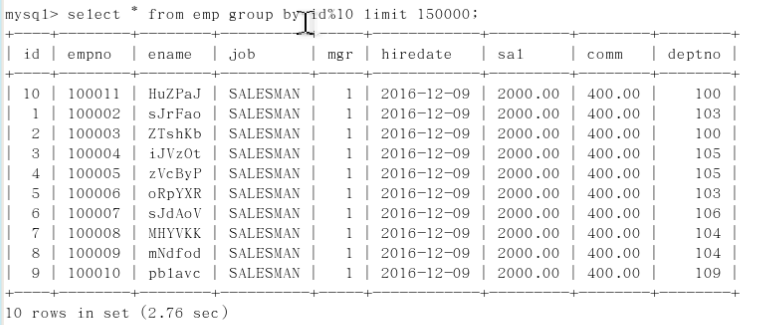 mysql> select * from emp group by id%10 limit 150000;
+----+--------+--------+----------+------+------------+---------+--------+--------+
| id | empno | ename | job | mgr | hiredate | sal | comm | deptno |
+----+--------+--------+----------+------+------------+---------+--------+--------+
| 10 | 100011 | HuZPaJ | SALESMAN | 1 | 2016-12-09 | 2000.00 | 400.00 | 100 |
| 1 | 100002 | sJrFao | SALESMAN | 1 | 2016-12-09 | 2000.00 | 400.00 | 103 |
| 2 | 100003 | ZTshKb | SALESMAN | 1 | 2016-12-09 | 2000.00 | 400.00 | 100 |
| 3 | 100004 | iJVzOt | SALESMAN | 1 | 2016-12-09 | 2000.00 | 400.00 | 105 |
| 4 | 100005 | zVcByP | SALESMAN | 1 | 2016-12-09 | 2000.00 | 400.00 | 105 |
| 5 | 100006 | oRpYXR | SALESMAN | 1 | 2016-12-09 | 2000.00 | 400.00 | 103 |
| 6 | 100007 | sJdAoV | SALESMAN | 1 | 2016-12-09 | 2000.00 | 400.00 | 106 |
| 7 | 100008 | MHYVKK | SALESMAN | 1 | 2016-12-09 | 2000.00 | 400.00 | 104 |
| 8 | 100009 | mNdfod | SALESMAN | 1 | 2016-12-09 | 2000.00 | 400.00 | 104 |
| 9 | 100010 | pblavc | SALESMAN | 1 | 2016-12-09 | 2000.00 | 400.00 | 109 |
+----+--------+--------+----------+------+------------+---------+--------+--------+
10 rows in set (2.76 sec)